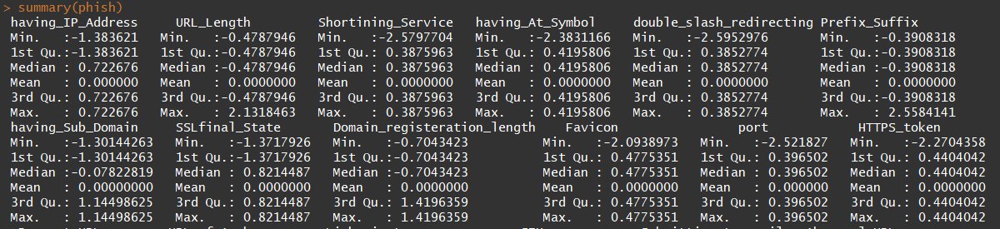 > summary(phish)
having_IP_Address URL_Length Shortining_Service having_At_Symbol double_slash_redirecting Prefix_Suffix
Min. :-1.383621 Min. :-0.4787946 Min. :-2.5797704 Min. :-2.3831166 Min. :-2.5952976 Min. :-0.3908318
1st Qu.:-1.383621 1st Qu.:-0.4787946 1st Qu.: 0.3875963 1st Qu.: 0.4195806 1st Qu.: 0.3852774 1st Qu.:-0.3908318
Median : 0.722676 Median :-0.4787946 Median : 0.3875963 Median : 0.4195806 Median : 0.3852774 Median :-0.3908318
Mean : 0.000000 Mean : 0.0000000 Mean : 0.0000000 Mean : 0.0000000 Mean : 0.0000000 Mean : 0.0000000
3rd Qu.: 0.722676 3rd Qu.:-0.4787946 3rd Qu.: 0.3875963 3rd Qu.: 0.4195806 3rd Qu.: 0.3852774 3rd Qu.:-0.3908318
Max. : 0.722676 Max. : 2.1318463 Max. : 0.3875963 Max. : 0.4195806 Max. : 0.3852774 Max. : 2.5584141
having_Sub_Domain SSLfinal_State Domain_registeration_length Favicon port HTTPS_token
Min. :-1.30144263 Min. :-1.3717926 Min. :-0.7043423 Min. :-2.0938973 Min. :-2.521827 Min. :-2.2704358
1st Qu.:-1.30144263 1st Qu.:-1.3717926 1st Qu.:-0.7043423 1st Qu.: 0.4775351 1st Qu.: 0.396502 1st Qu.: 0.4404042
Median :-0.07822819 Median : 0.8214487 Median :-0.7043423 Median : 0.4775351 Median : 0.396502 Median : 0.4404042
Mean : 0.00000000 Mean : 0.0000000 Mean : 0.0000000 Mean : 0.0000000 Mean : 0.000000 Mean : 0.0000000
3rd Qu.: 1.14498625 3rd Qu.: 0.8214487 3rd Qu.: 1.4196359 3rd Qu.: 0.4775351 3rd Qu.: 0.396502 3rd Qu.: 0.4404042
Max. : 1.14498625 Max. : 0.8214487 Max. : 1.4196359 Max. : 0.4775351 Max. : 0.396502 Max. : 0.4404042